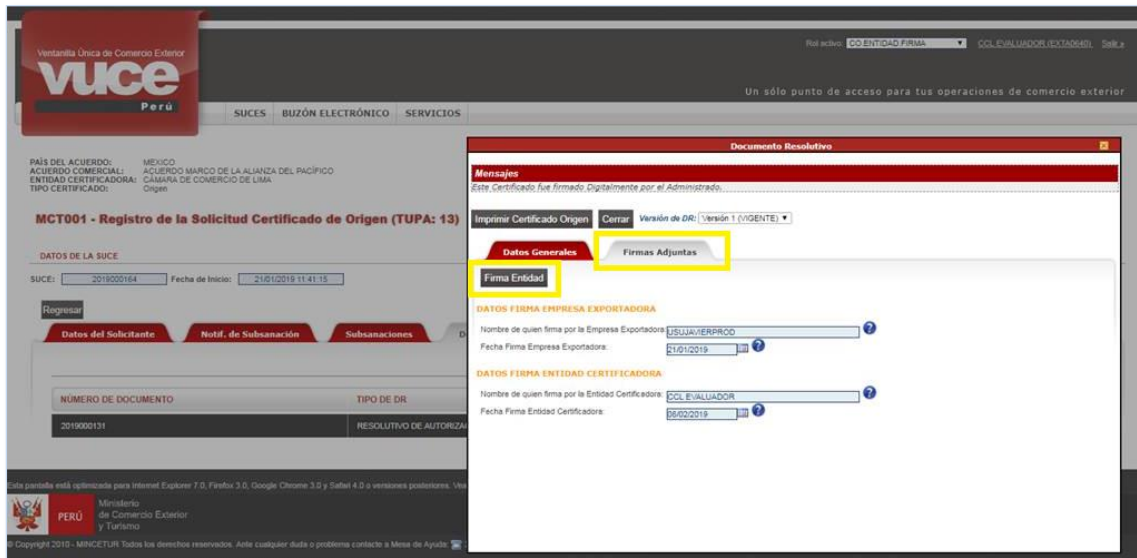 Ventanilla Única de Comercio Exterior
vuce
Perú
Rol activo: CO.ENTIDAD.FIRMA CCL EVALUADOR (EXTA0640) Salir
Un sólo punto de acceso para tus operaciones de comercio exterior
SUCES BUZÓN ELECTRÓNICO SERVICIOS
PAÍS DEL ACUERDO: MEXICO
ACUERDO COMERCIAL: ACUERDO MARCO DE LA ALIANZA DEL PACÍFICO
ENTIDAD CERTIFICADORA: CÁMARA DE COMERCIO DE LIMA
TIPO CERTIFICADO: Origen
MCT001 - Registro de la Solicitud Certificado de Origen (TUPA: 13)
DATOS DE LA SUCE
SUCE: 2019000164 Fecha de Inicio: 21/01/2019 11:41:15
Regresar
Datos del Solicitante Notif. de Subsanación Subsanaciones D
NÚMERO DE DOCUMENTO TIPO DE DR
2019000131 RESOLUTIVO DE AUTORIZA
Documento Resolutivo
Mensajes
Este Certificado fue firmado Digitalmente por el Administrado.
Imprimir Certificado Origen Cerrar Versión de DR: Versión 1 (VIGENTE)
Datos Generales Firmas Adjuntas
Firma Entidad
DATOS FIRMA EMPRESA EXPORTADORA
Nombre de quien firma por la Empresa Exportadora: USUJAVIERPROD
Fecha Firma Empresa Exportadora: 21/01/2019
DATOS FIRMA ENTIDAD CERTIFICADORA
Nombre de quien firma por la Entidad Certificadora: CCL EVALUADOR
Fecha Firma Entidad Certificadora: 06/02/2019
Esta pantalla está optimizada para Internet Explorer 7.0, Firefox 3.0, Google Chrome 3.0 y Safari 4.0 o versiones posteriores. Vea
PERÚ
Ministerio
de Comercio Exterior
y Turismo
© Copyright 2010 - MINCETUR Todos los derechos reservados. Ante cualquier duda o problema contacte a Mesa de Ayuda: